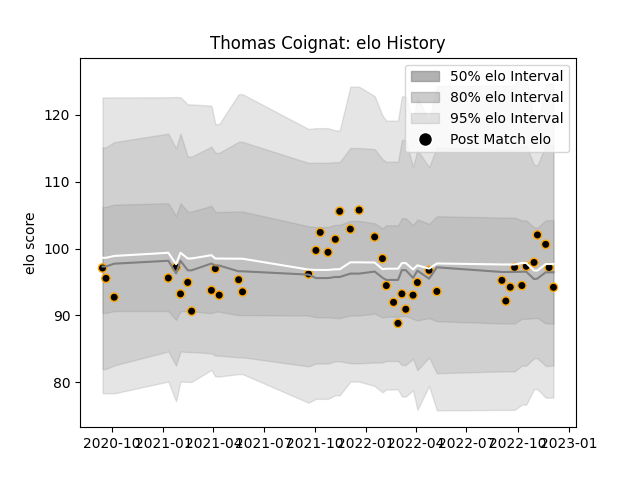 Thomas Coignat: elo History
50% elo Interval
80% elo Interval
95% elo Interval
Post Match elo
elo score
120
110
100
90
80
2020-10 2021-01 2021-04 2021-07 2021-10 2022-01 2022-04 2022-07 2022-10 2023-01